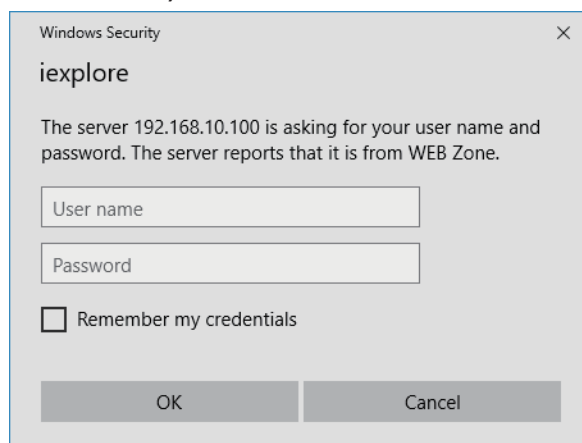 Windows Security
iexplore
The server 192.168.10.100 is asking for your user name and
password. The server reports that it is from WEB Zone.
User name
Password
Remember my credentials
OK
Cancel